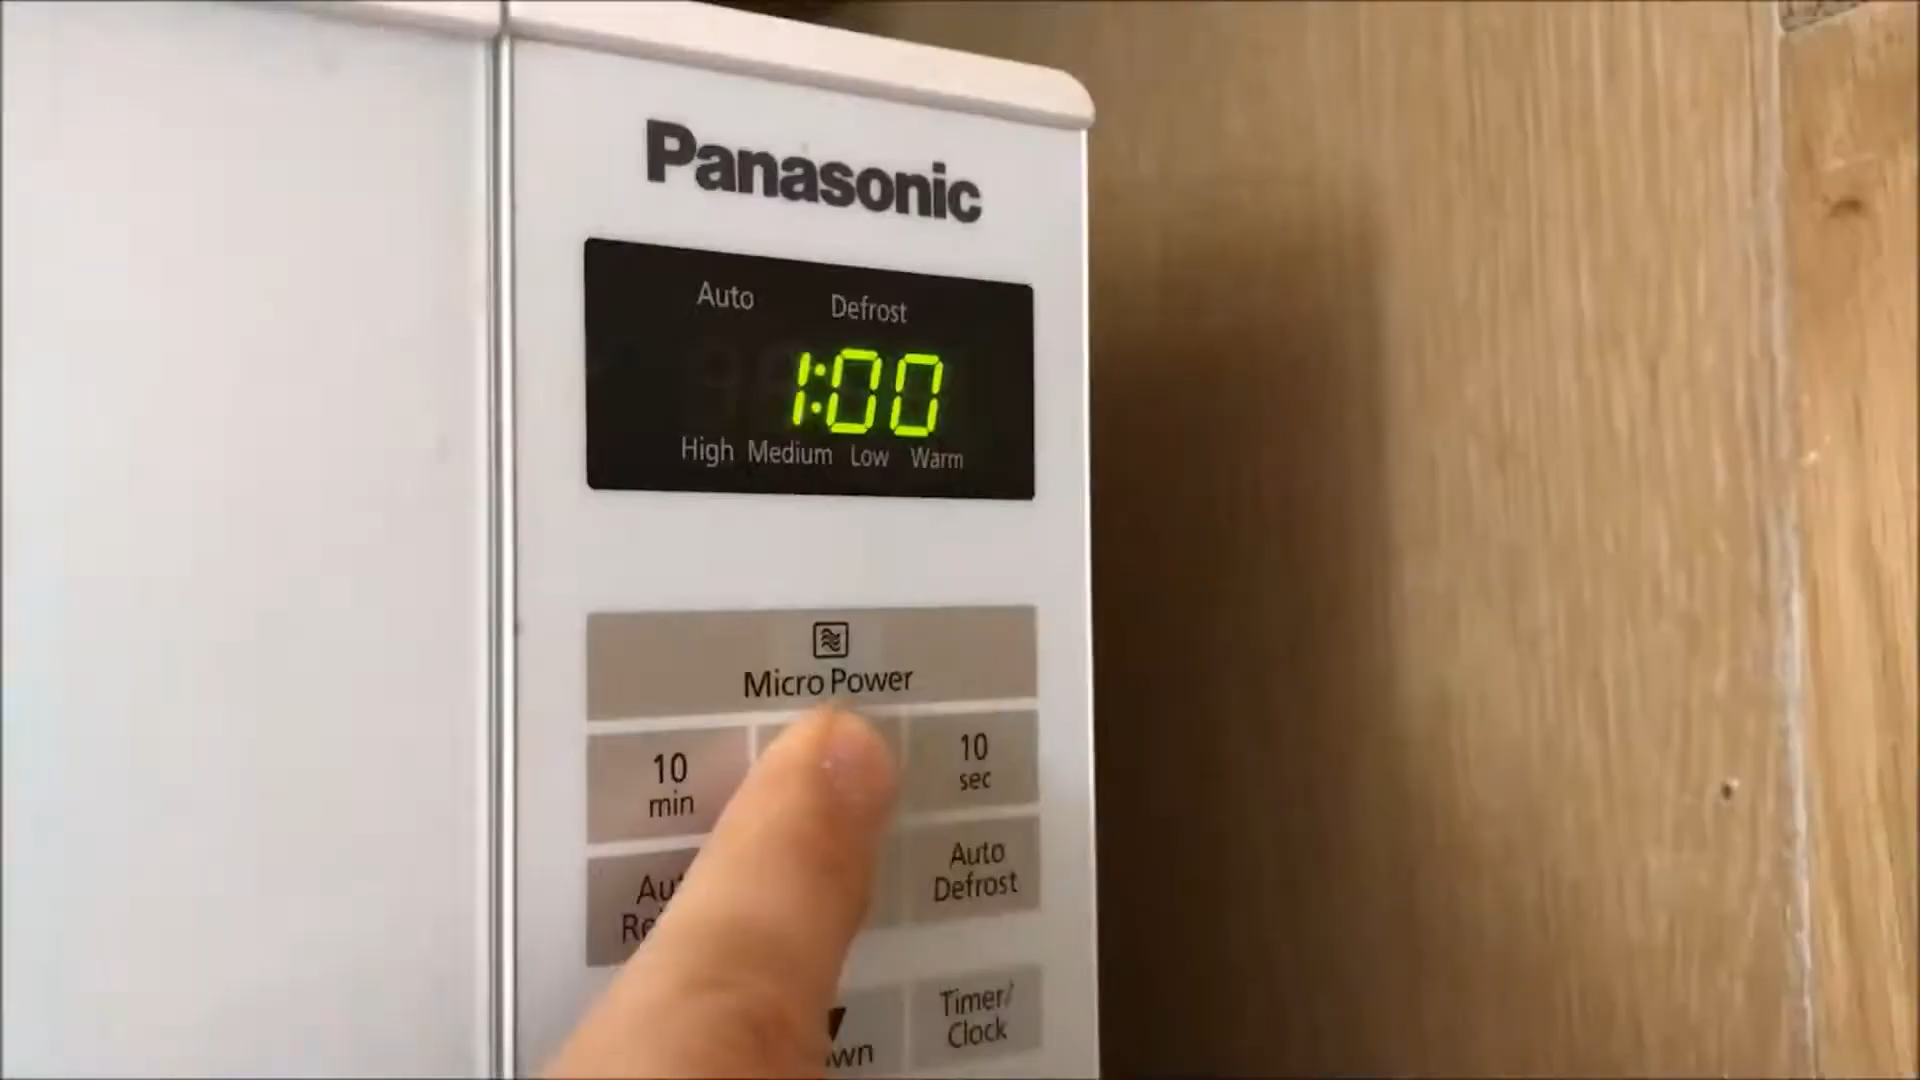 Panasonic
Auto Defrost
1:00
High Medium Low Warm
Micro Power
10
min
10
sec
Auto
Defrost
Timer/
Clock